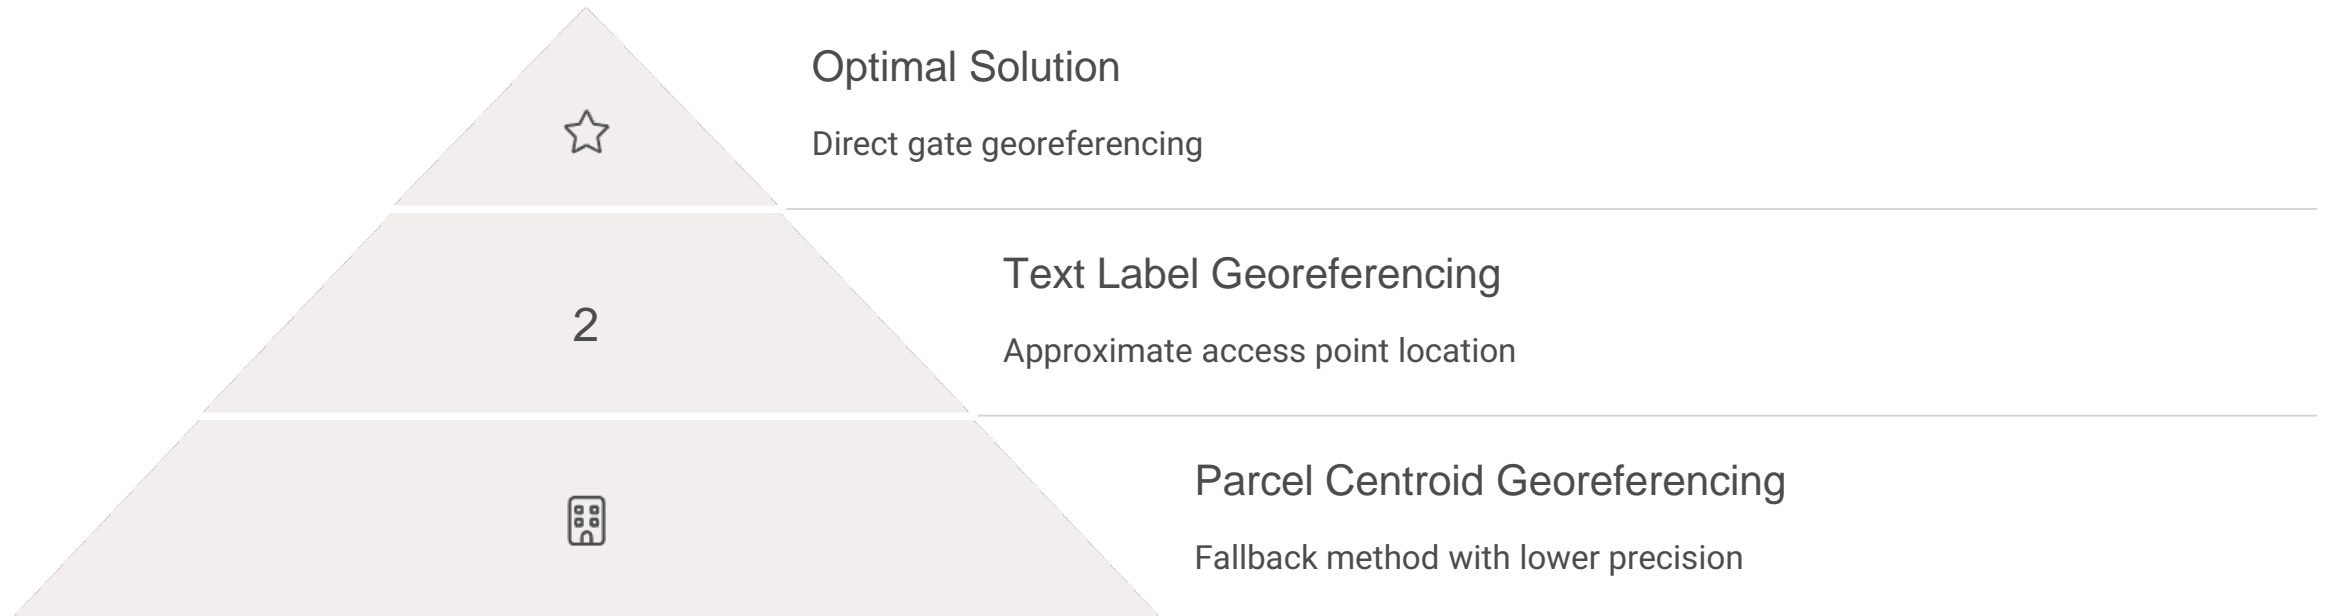 Optimal Solution
Direct gate georeferencing
2
Text Label Georeferencing
Approximate access point location
Parcel Centroid Georeferencing
Fallback method with lower precision